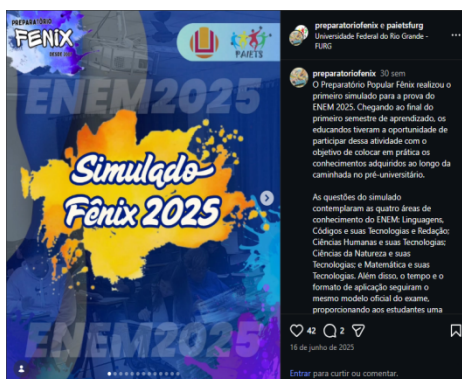 PREPARATÓRIO
FENIX
PAIETS
ENEM2025
Simulado
Fênix 2025
ENEM2025
preparatoriofenix e paietsfurg
Universidade Federal do Rio Grande -
FURG
preparatoriofenix 30 sem
O Preparatório Popular Fênix realizou o
primeiro simulado para a prova do
ENEM 2025. Chegando ao final do
primeiro semestre de aprendizado, os
educandos tiveram a oportunidade de
participar dessa atividade com o
objetivo de colocar em prática os
conhecimentos adquiridos ao longo da
caminhada no pré-universitário.
As questões do simulado
contemplaram as quatro áreas de
conhecimento do ENEM: Linguagens,
Códigos e suas Tecnologias e Redação;
Ciências Humanas e suas Tecnologias;
Ciências da Natureza e suas
Tecnologias; e Matemática e suas
Tecnologias. Além disso, o tempo e o
formato de aplicação seguiram o
mesmo modelo oficial do exame,
proporcionando aos estudantes uma
42 2
16 de junho de 2025
Entrar para curtir ou comentar.